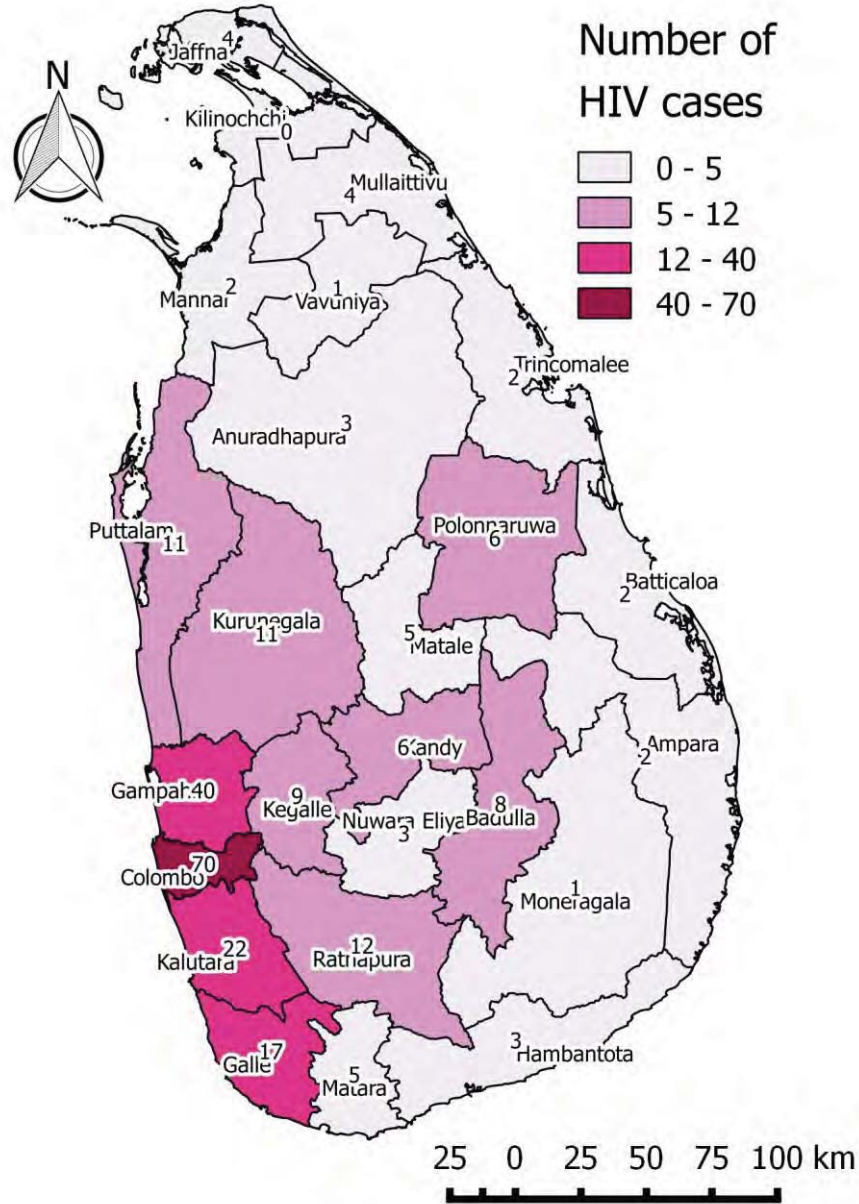 Number of
HIV cases
0 - 5
5 - 12
12 - 40
40 - 70
N
Jaffna 4
Kilinochchi 0
Mullaittivu
4
Mannar 2
Vavuniya 1
Trincomalee
2
Anuradhapura 3
Polonnaruwa
6
Puttalam
11
Kurunegala
11
Batticaloa
2
5
Matale
Ampara
2
6 Kandy
Gampaha 40
9
Kegalle
Nuwara Eliya
3
8
Badulla
70
Colombo
1
Moneragala
22
Kalutara
12
Ratnapura
17
Galle
5
Matara
3
Hambantota
25 0 25 50 75 100 km